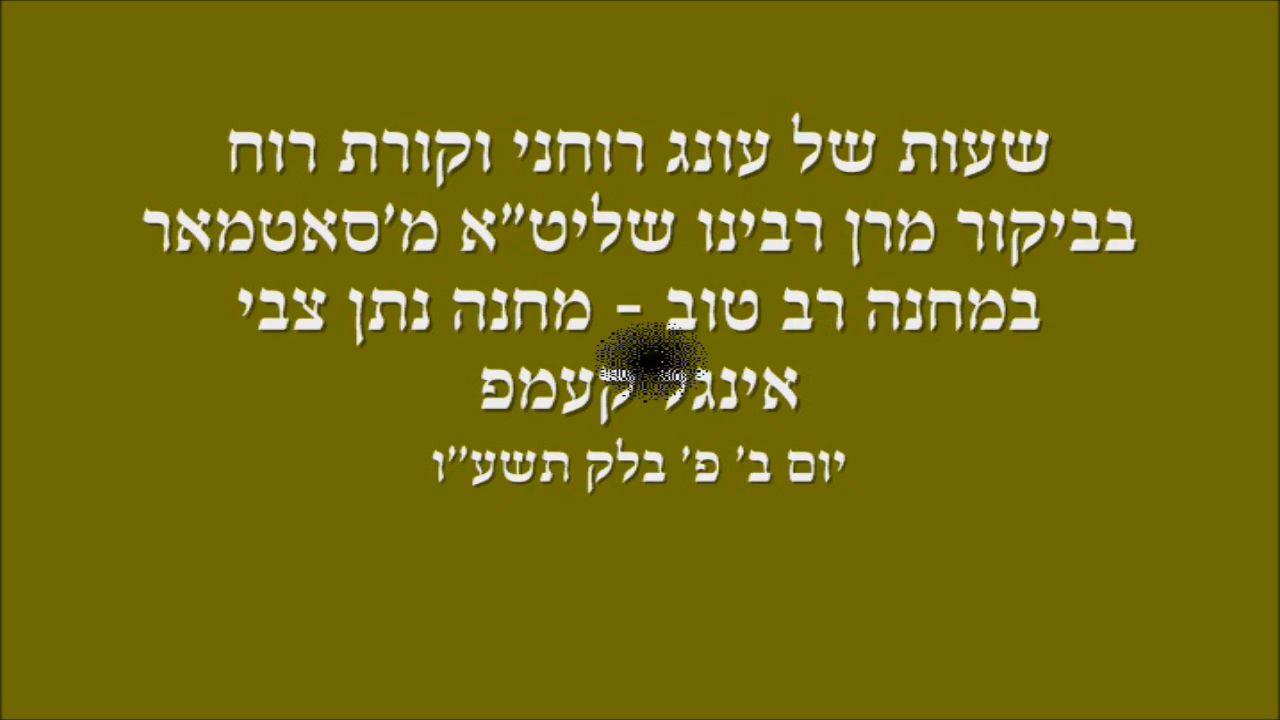 שעות של עונג רוחני וקורת רוח
בביקור מרן רבינו שליט"א מ'סאטמאר
במחנה רב טוב - מחנה נתן צבי
אינגל קעמפ
יום ב' פ' בלק תשע"ו